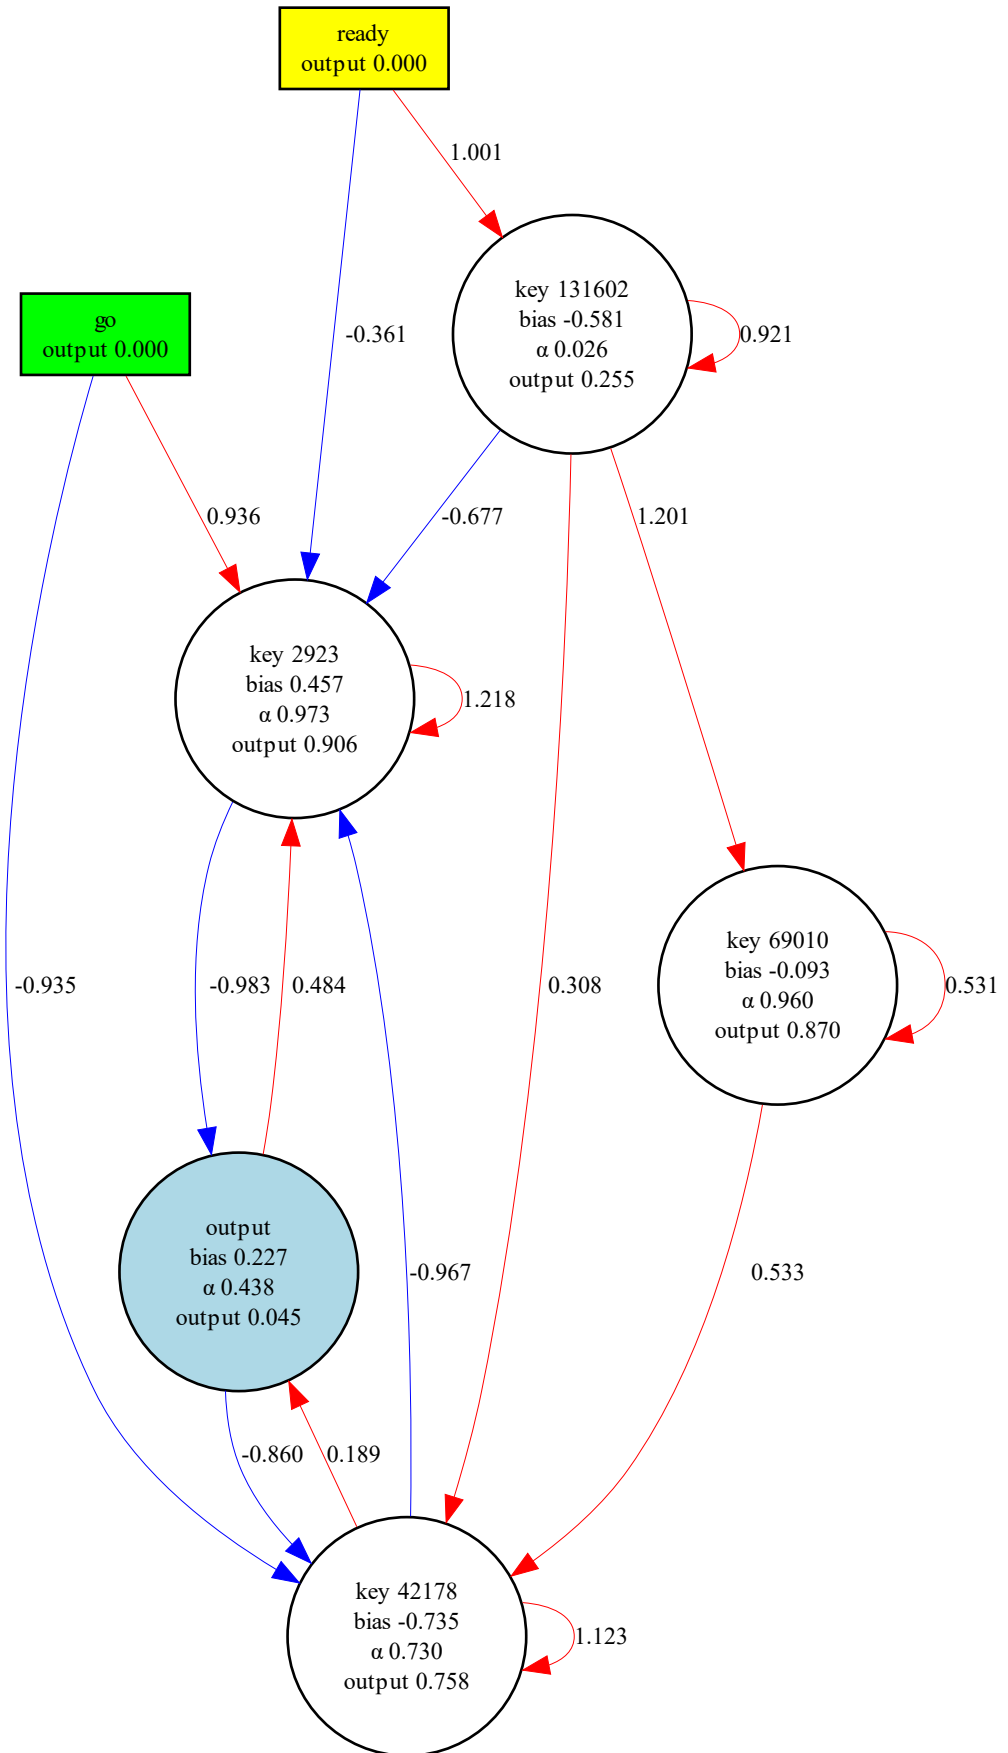 ready
output 0.000
1.001
key 131602
bias -0.581
α 0.026
output 0.255
0.921
-0.361
go
output 0.000
0.936
-0.677
1.201
key 2923
bias 0.457
α 0.973
output 0.906
1.218
key 69010
bias -0.093
α 0.960
output 0.870
0.531
-0.935
-0.983
0.484
0.308
output
bias 0.227
α 0.438
output 0.045
-0.967
0.533
-0.860
0.189
key 42178
bias -0.735
α 0.730
output 0.758
1.123